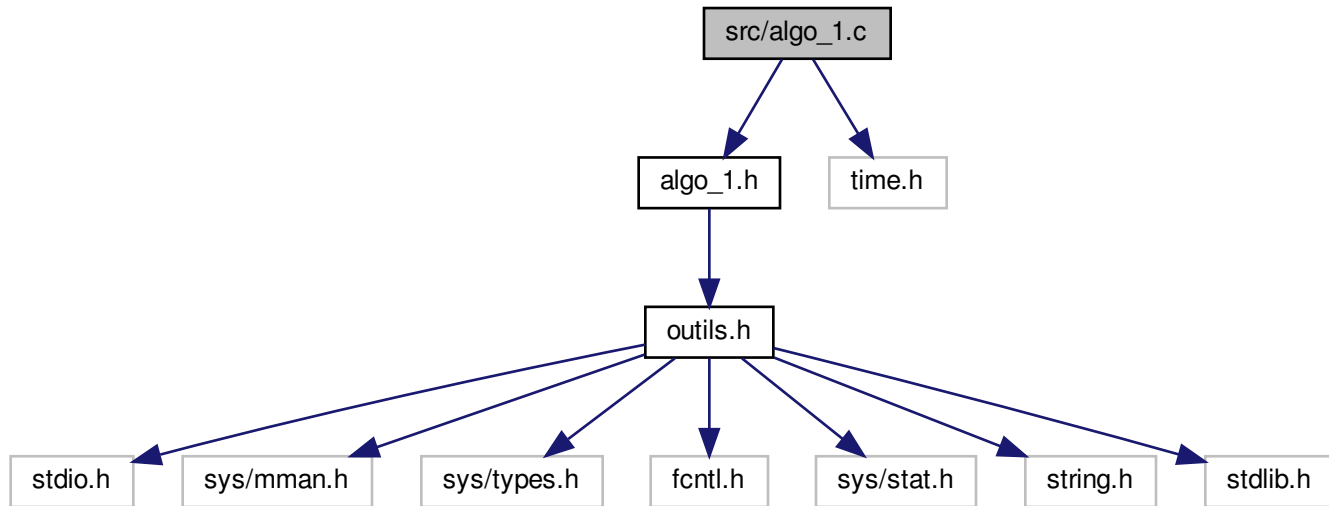 src/algo_1.c
algo_1.h
time.h
outils.h
stdio.h
sys/mman.h
sys/types.h
fcntl.h
sys/stat.h
string.h
stdlib.h